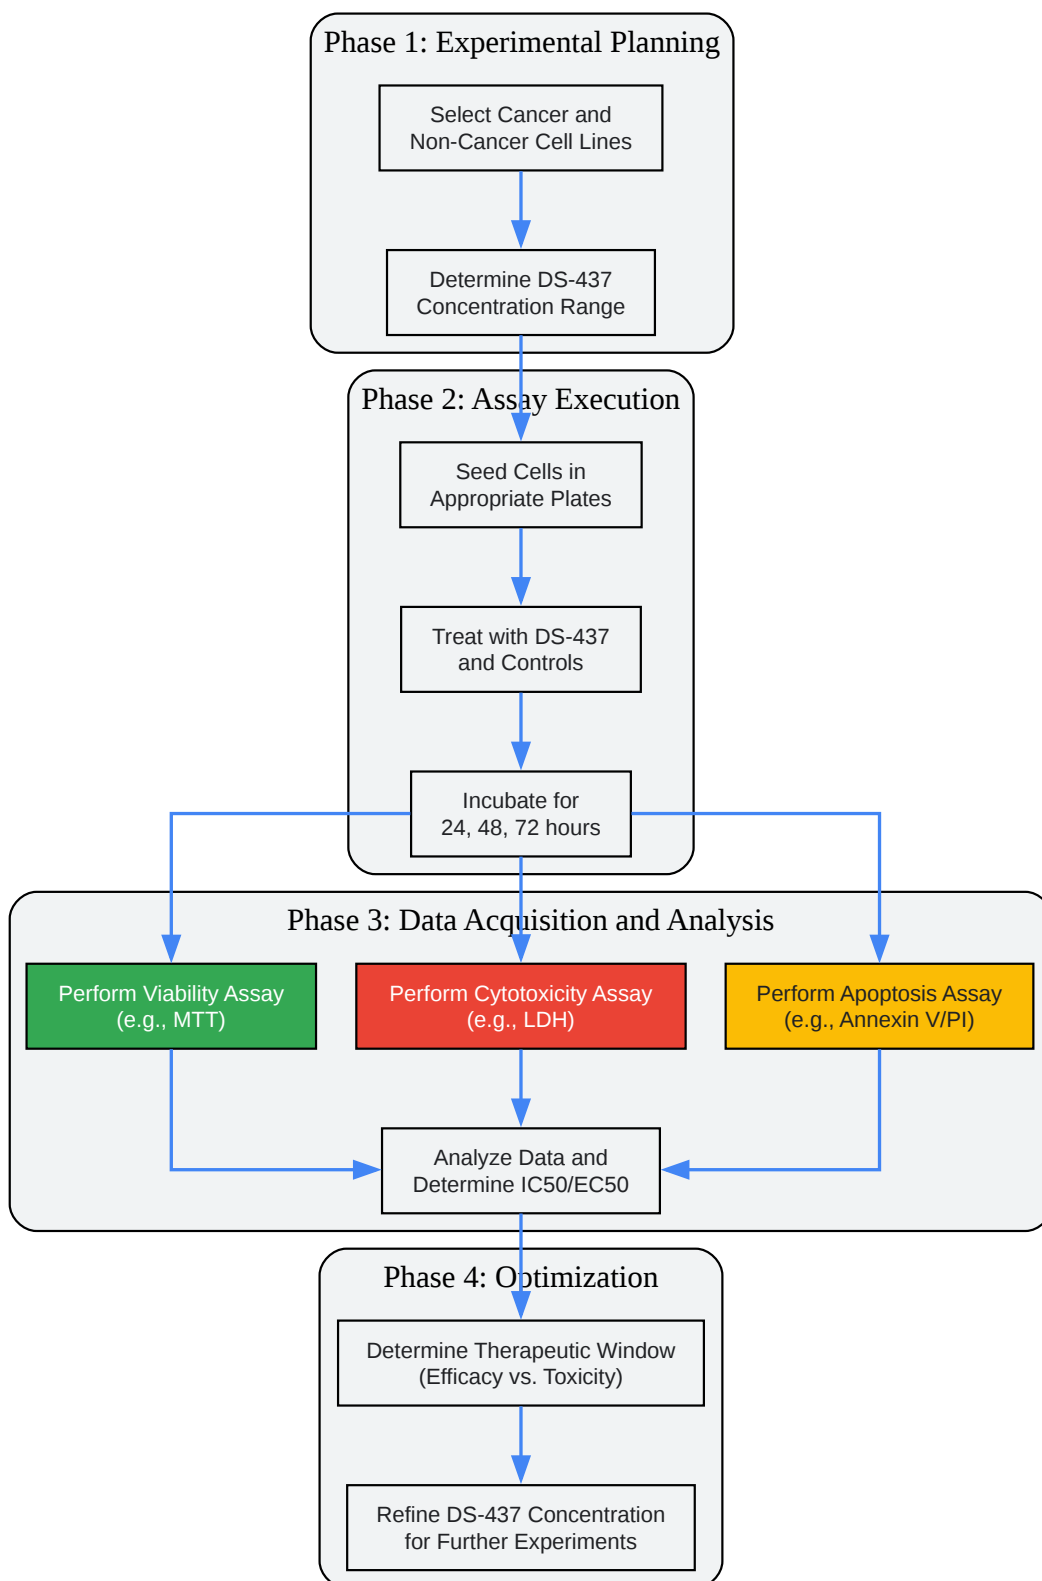 Phase 1: Experimental Planning
Select Cancer and
Non-Cancer Cell Lines
Determine DS-437
Concentration Range
Phase 2: Assay Execution
Seed Cells in
Appropriate Plates
Treat with DS-437
and Controls
Incubate for
24, 48, 72 hours
Phase 3: Data Acquisition and Analysis
Perform Viability Assay
(e.g., MTT)
Perform Cytotoxicity Assay
(e.g., LDH)
Perform Apoptosis Assay
(e.g., Annexin V/PI)
Analyze Data and
Determine IC50/EC50
Phase 4: Optimization
Determine Therapeutic Window
(Efficacy vs. Toxicity)
Refine DS-437 Concentration
for Further Experiments